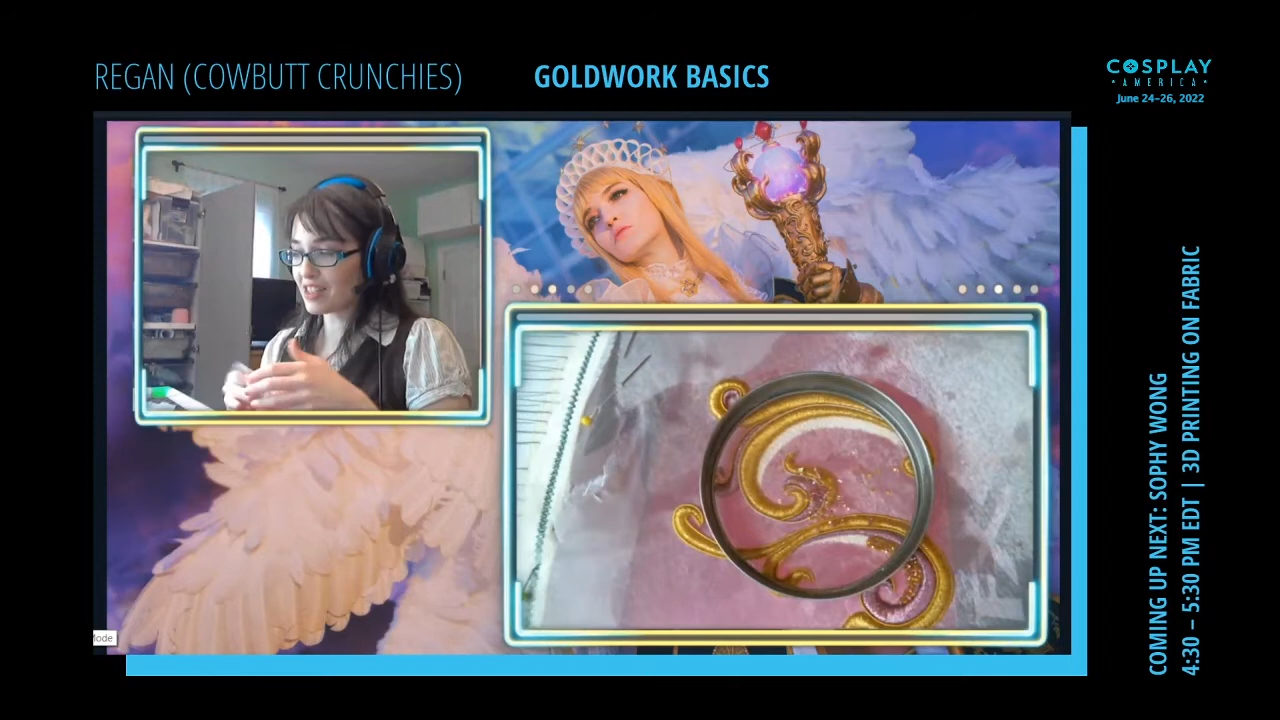 REGAN (COWBUTT CRUNCHIES)
GOLDWORK BASICS
COSPLAY
• AMERICA •
June 24-26, 2022
COMING UP NEXT: SOPHY WONG
4:30 – 5:30 PM EDT | 3D PRINTING ON FABRIC